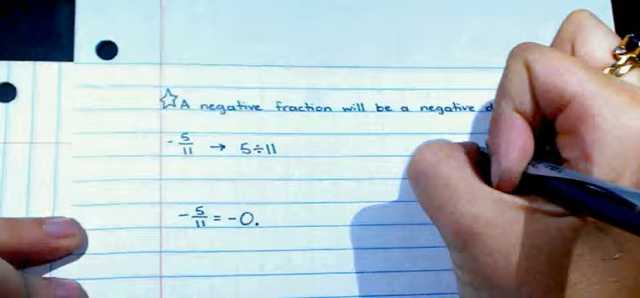 ☆A negative fraction will be a negative
-5/11 → 5÷11
-5/11 = -0.